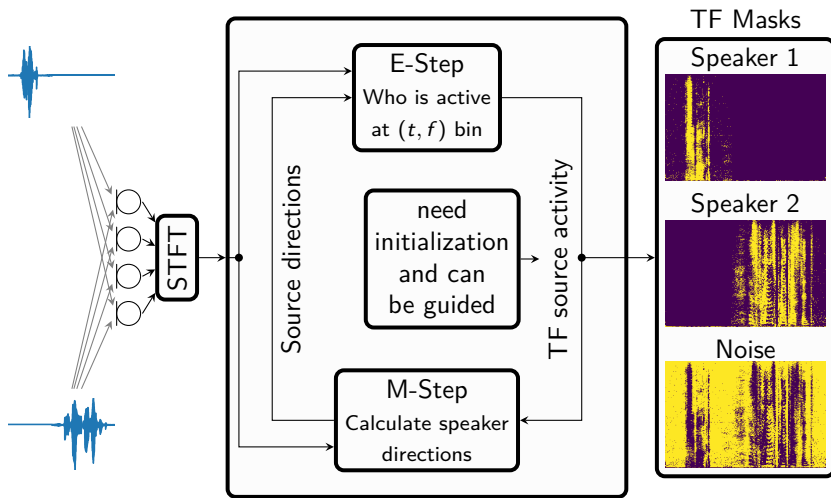 TF Masks
STFT
E-Step
Who is active
at (t, f) bin
Source directions
need
initialization
and can
be guided
TF source activity
M-Step
Calculate speaker
directions
Speaker 1
Speaker 2
Noise